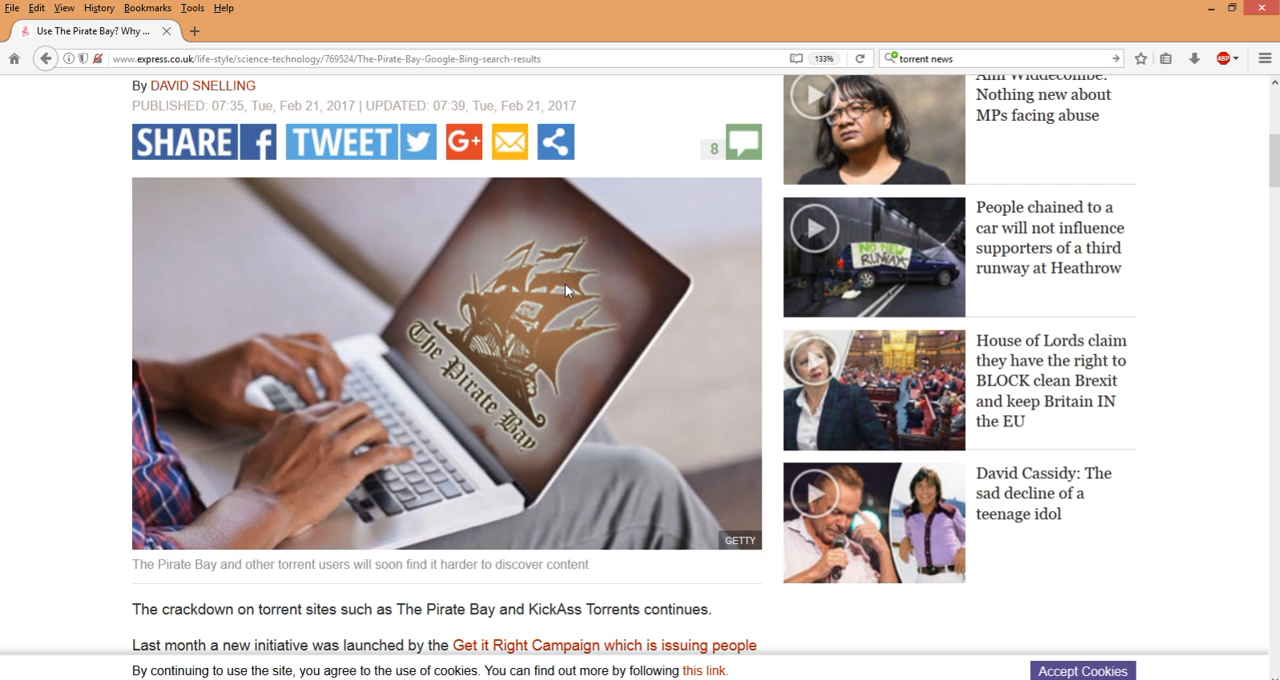 File Edit View History Bookmarks Tools Help
Use The Pirate Bay? Why ...
www.express.co.uk/life-style/science-technology/769524/The-Pirate-Bay-Google-Bing-search-results
133%
torrent news
ABP
By DAVID SNELLING
PUBLISHED: 07:35, Tue, Feb 21, 2017 | UPDATED: 07:39, Tue, Feb 21, 2017
SHARE f TWEET G+
8
The Pirate Bay
GETTY
The Pirate Bay and other torrent users will soon find it harder to discover content
The crackdown on torrent sites such as The Pirate Bay and KickAss Torrents continues.
Last month a new initiative was launched by the Get it Right Campaign which is issuing people
Ann Widdecombe:
Nothing new about
MPs facing abuse
NO NEW
RUNWAY
People chained to a
car will not influence
supporters of a third
runway at Heathrow
House of Lords claim
they have the right to
BLOCK clean Brexit
and keep Britain IN
the EU
David Cassidy: The
sad decline of a
teenage idol
By continuing to use the site, you agree to the use of cookies. You can find out more by following this link.
Accept Cookies